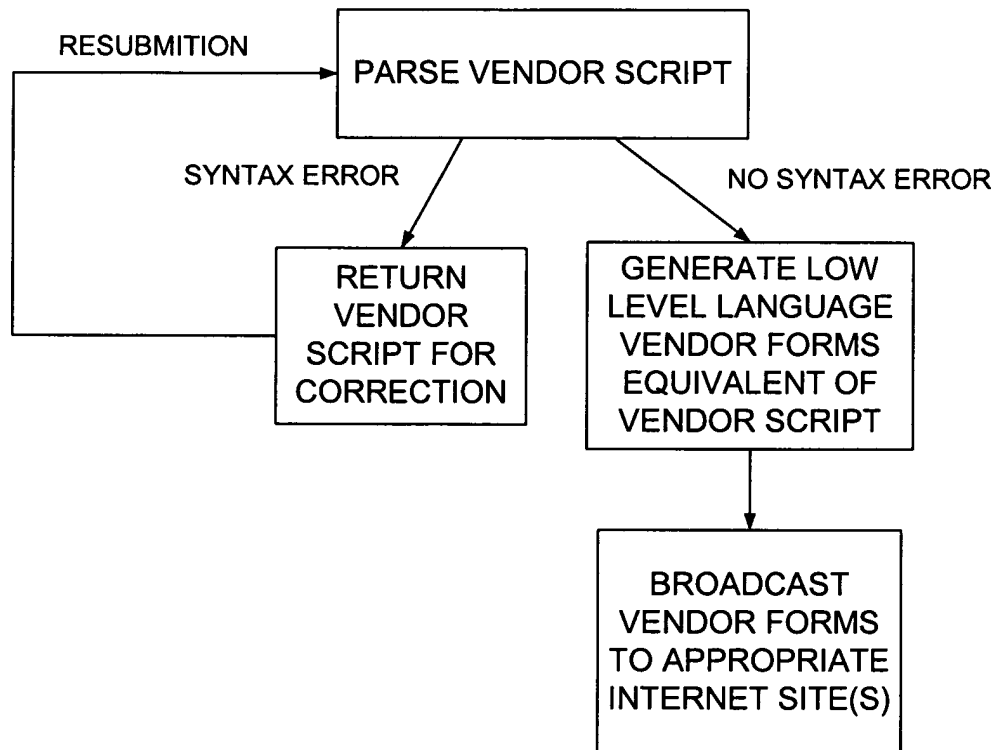 RESUBMITION
PARSE VENDOR SCRIPT
SYNTAX ERROR
NO SYNTAX ERROR
RETURN
VENDOR
SCRIPT FOR
CORRECTION
GENERATE LOW
LEVEL LANGUAGE
VENDOR FORMS
EQUIVALENT OF
VENDOR SCRIPT
BROADCAST
VENDOR FORMS
TO APPROPRIATE
INTERNET SITE(S)